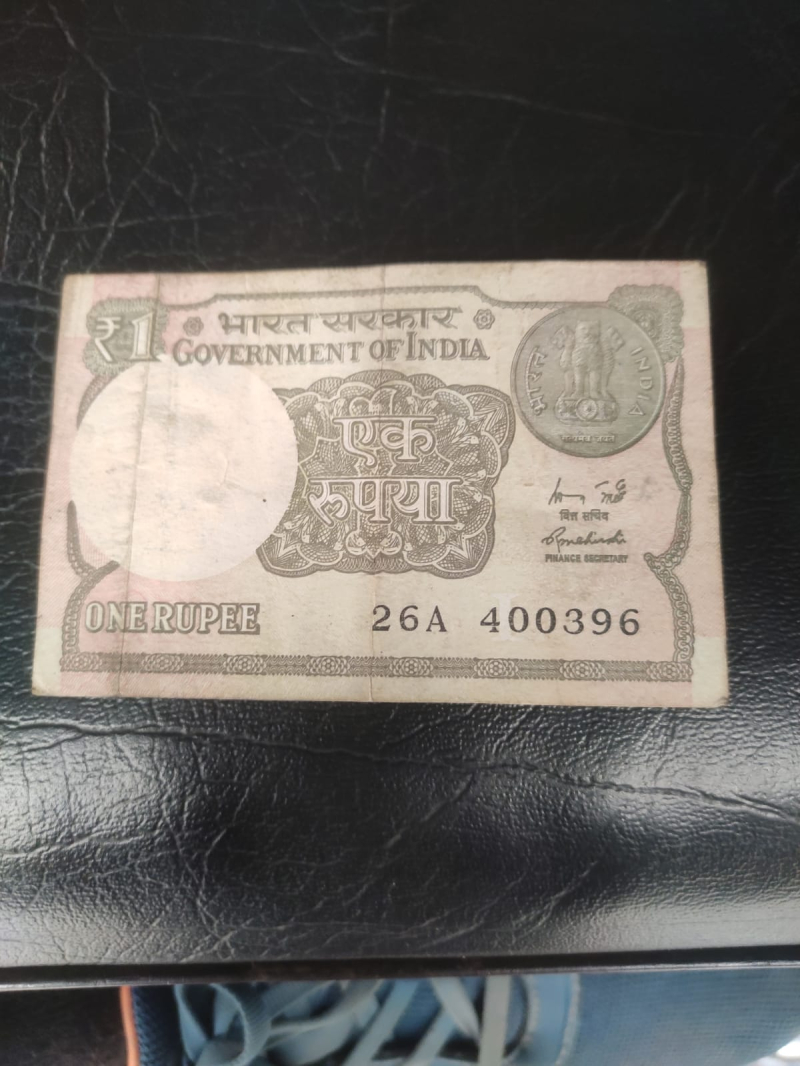 ₹1
भारत सरकार
GOVERNMENT OF INDIA
भारत INDIA
सत्यमेव जयते
एक
रुपया
वित्त सचिव
FINANCE SECRETARY
ONE RUPEE
26A 400396